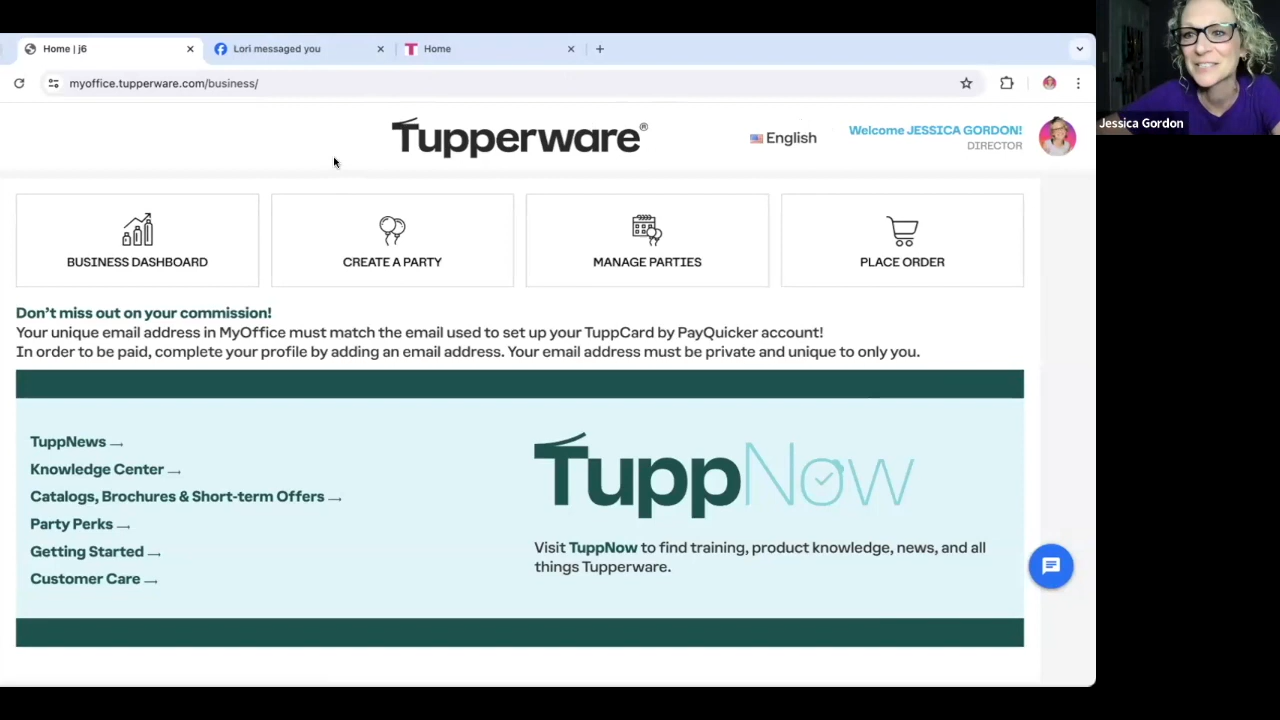 Home | j6
Lori messaged you
Home
myoffice.tupperware.com/business/
Tupperware®
English
Welcome JESSICA GORDON!
DIRECTOR
Jessica Gordon
BUSINESS DASHBOARD
CREATE A PARTY
MANAGE PARTIES
PLACE ORDER
Don’t miss out on your commission!
Your unique email address in MyOffice must match the email used to set up your TuppCard by PayQuicker account!
In order to be paid, complete your profile by adding an email address. Your email address must be private and unique to only you.
TuppNews →
Knowledge Center →
Catalogs, Brochures & Short-term Offers →
Party Perks →
Getting Started →
Customer Care →
TuppNow
Visit TuppNow to find training, product knowledge, news, and all
things Tupperware.